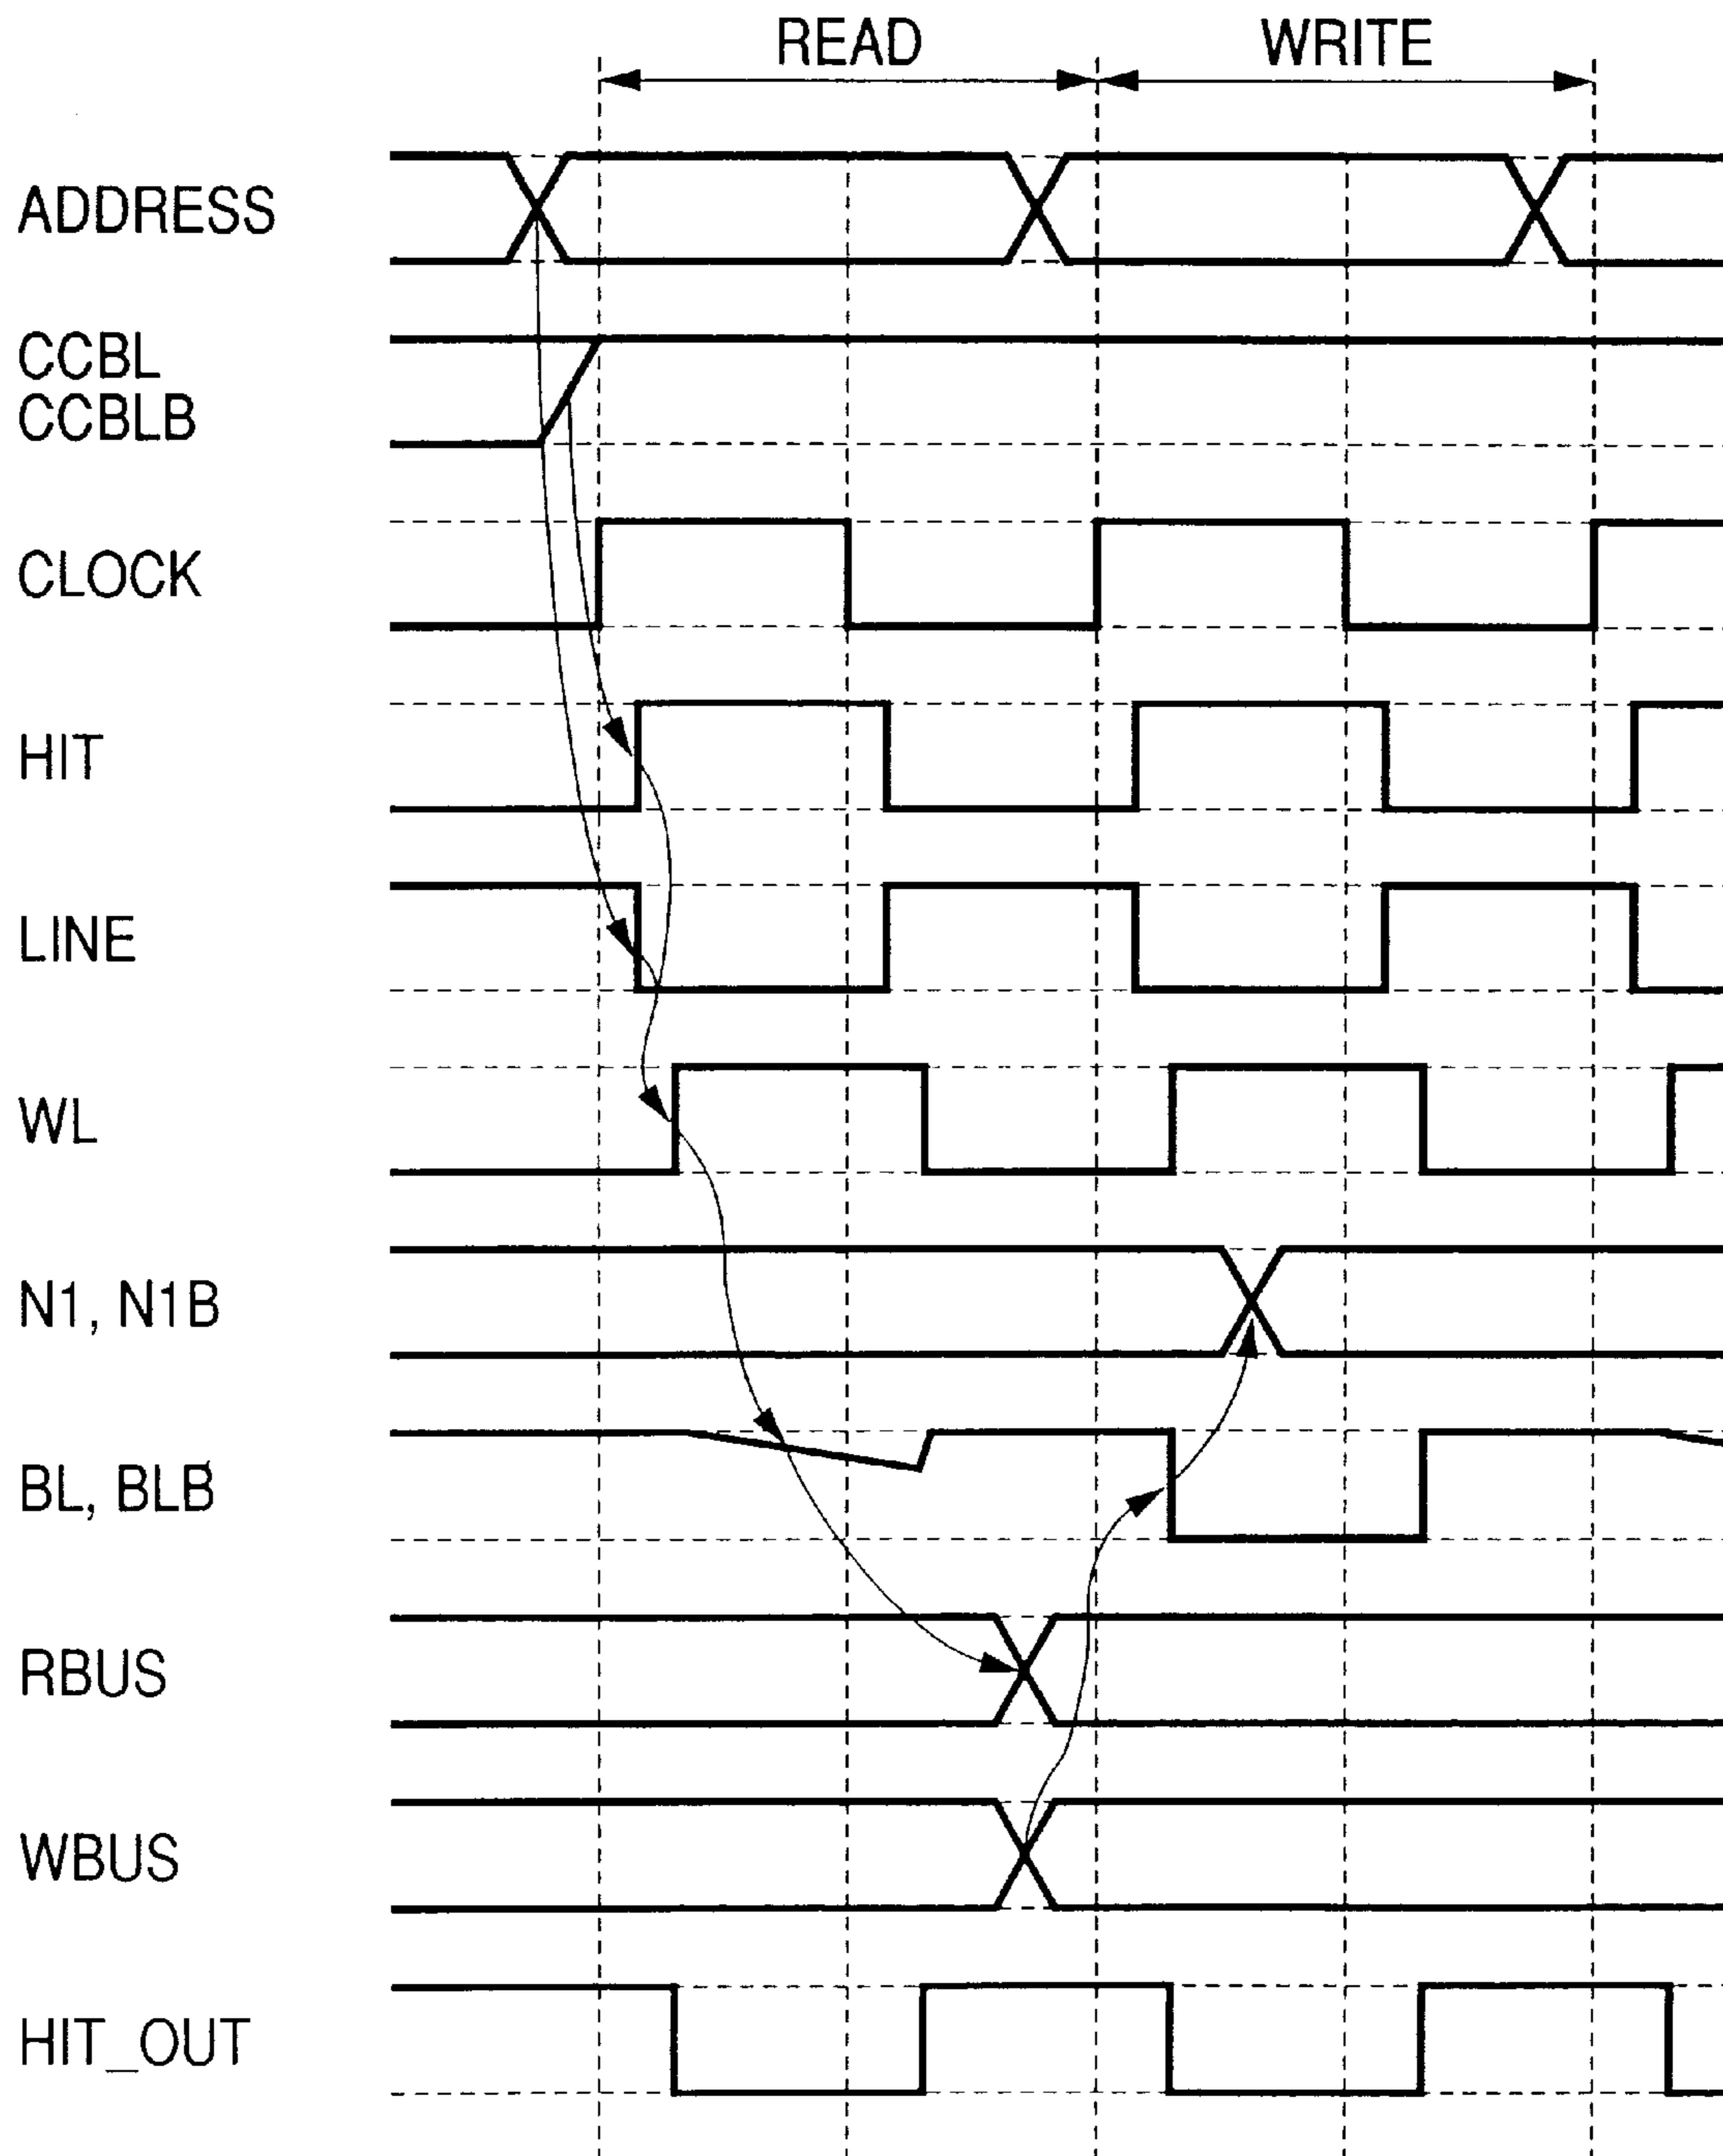 READ WRITE
ADDRESS
CCBL
CCBLB
CLOCK
HIT
LINE
WL
N1, N1B
BL, BLB
RBUS
WBUS
HIT_OUT